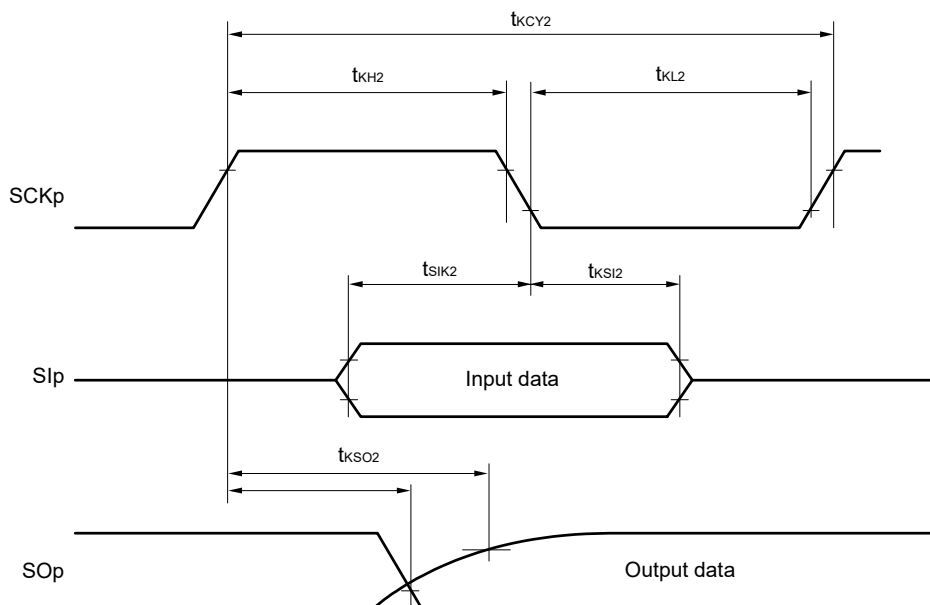 tKCY2
tKH2
tKL2
SCKp
tSIK2
tKSI2
SIp
Input data
tKSO2
SOp
Output data